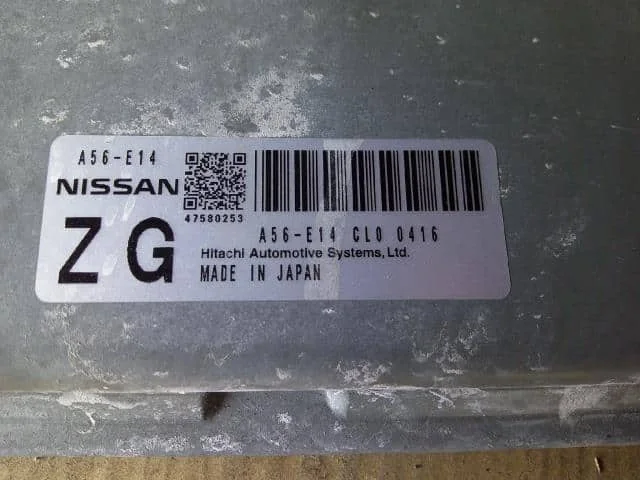 A56-E14
NISSAN
47580253
ZG
A56-E14 CL0 0416
Hitachi Automotive Systems,Ltd.
MADE IN JAPAN